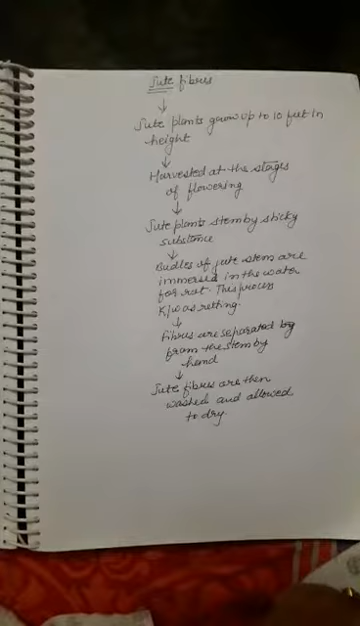 Jute fibres
↓
Jute plants grow up to 10 feet in
height
↓
Harvested at the stages
of flowering
↓
Jute plants stem by sticky
substance
↓
Budles of jute stem are
immersed in the water
for rot. This process
K/w as retting.
↓
Fibres are separated by
from the stem by
hand
↓
Jute fibres are then
washed and allowed
to dry.